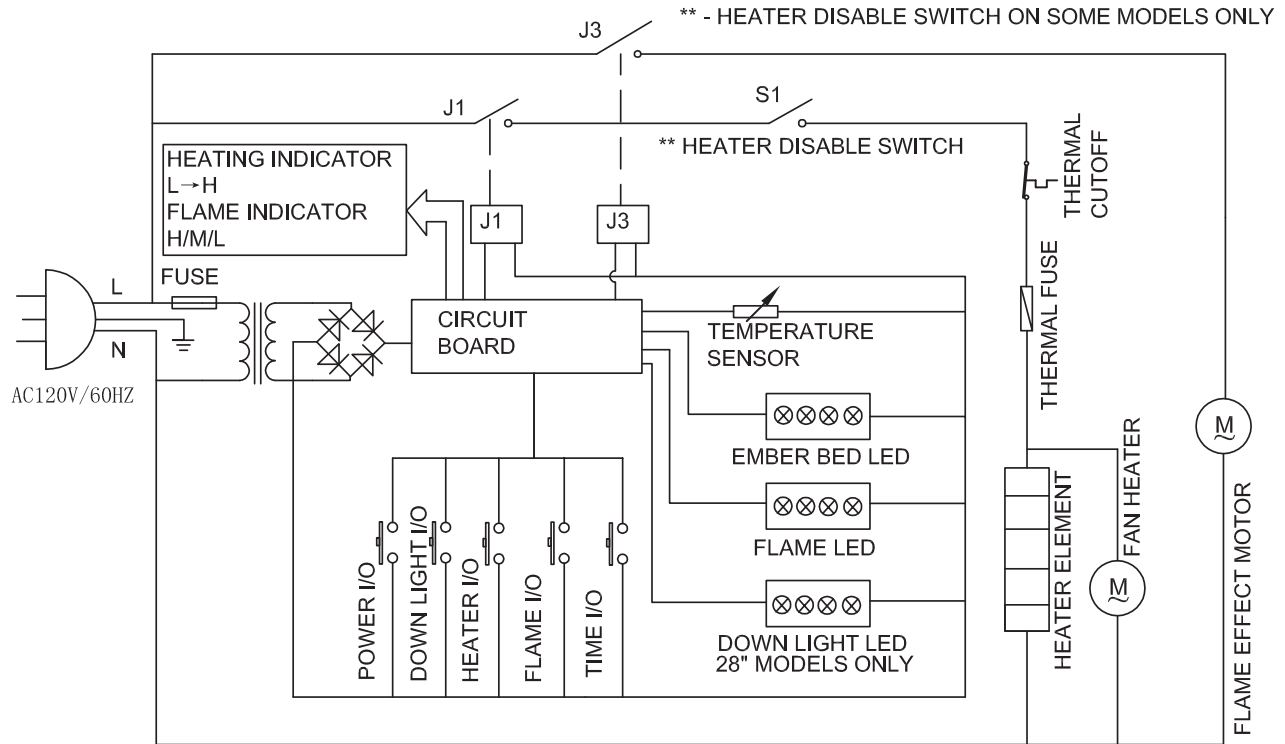 ** - HEATER DISABLE SWITCH ON SOME MODELS ONLY
J3
J1
S1
** HEATER DISABLE SWITCH
HEATING INDICATOR
L→H
FLAME INDICATOR
H/M/L
J1
J3
THERMAL
CUTOFF
L
FUSE
N
AC120V/60HZ
CIRCUIT
BOARD
TEMPERATURE
SENSOR
THERMAL FUSE
EMBER BED LED
FLAME LED
DOWN LIGHT LED
28" MODELS ONLY
POWER I/O
DOWN LIGHT I/O
HEATER I/O
FLAME I/O
TIME I/O
HEATER ELEMENT
M
FAN HEATER
M
FLAME EFFECT MOTOR